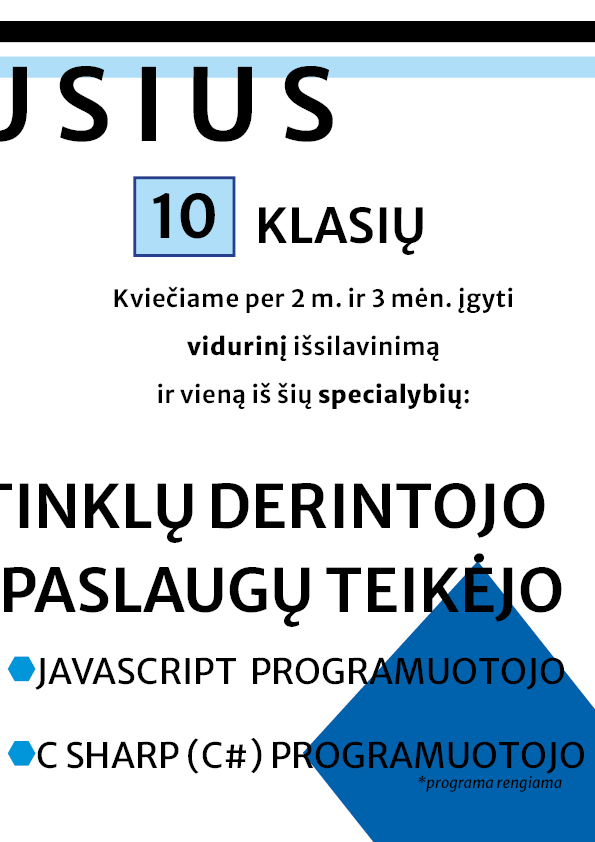 USIUS
10 KLASIŲ
Kviečiame per 2 m. ir 3 mėn. įgyti
vidurinį išsilavinimą
ir vieną iš šių specialybių:
TINKLŲ DERINTOJO
PASLAUGŲ TEIKĖJO
JAVASCRIPT PROGRAMUOTOJO
C SHARP (C#) PROGRAMUOTOJO
*programa rengiama